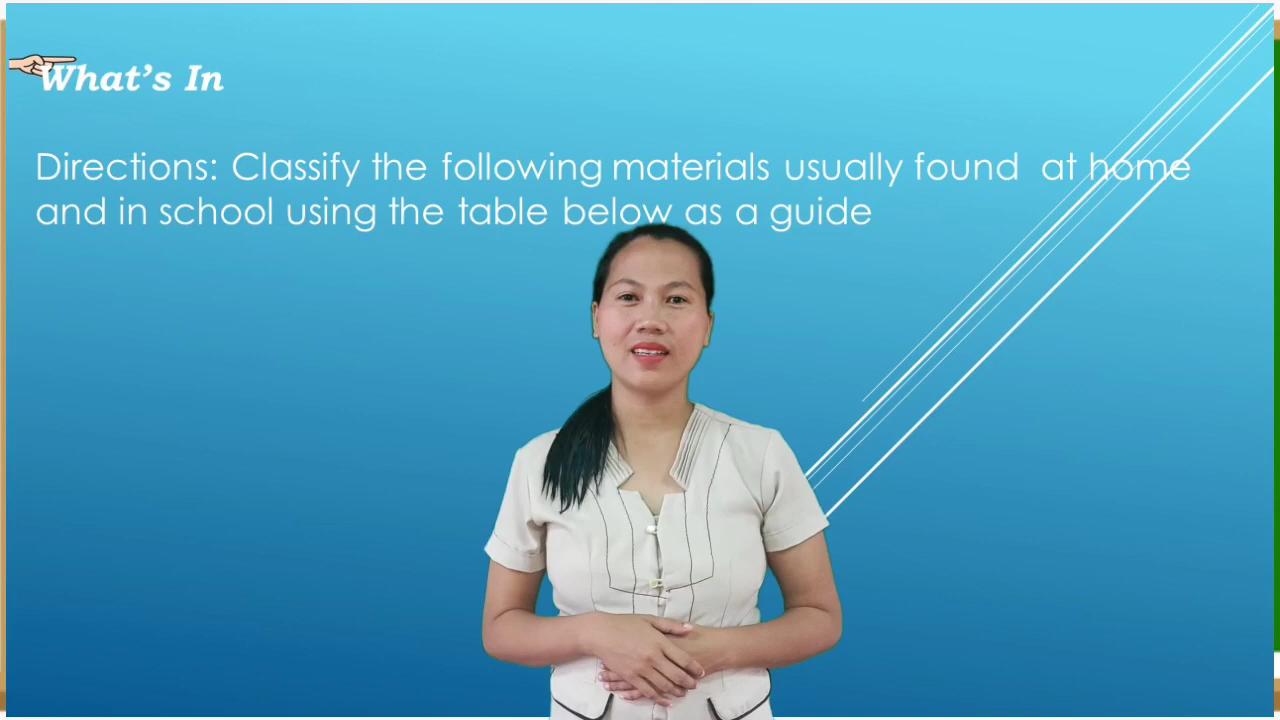 What's In
Directions: Classify the following materials usually found at home
and in school using the table below as a guide